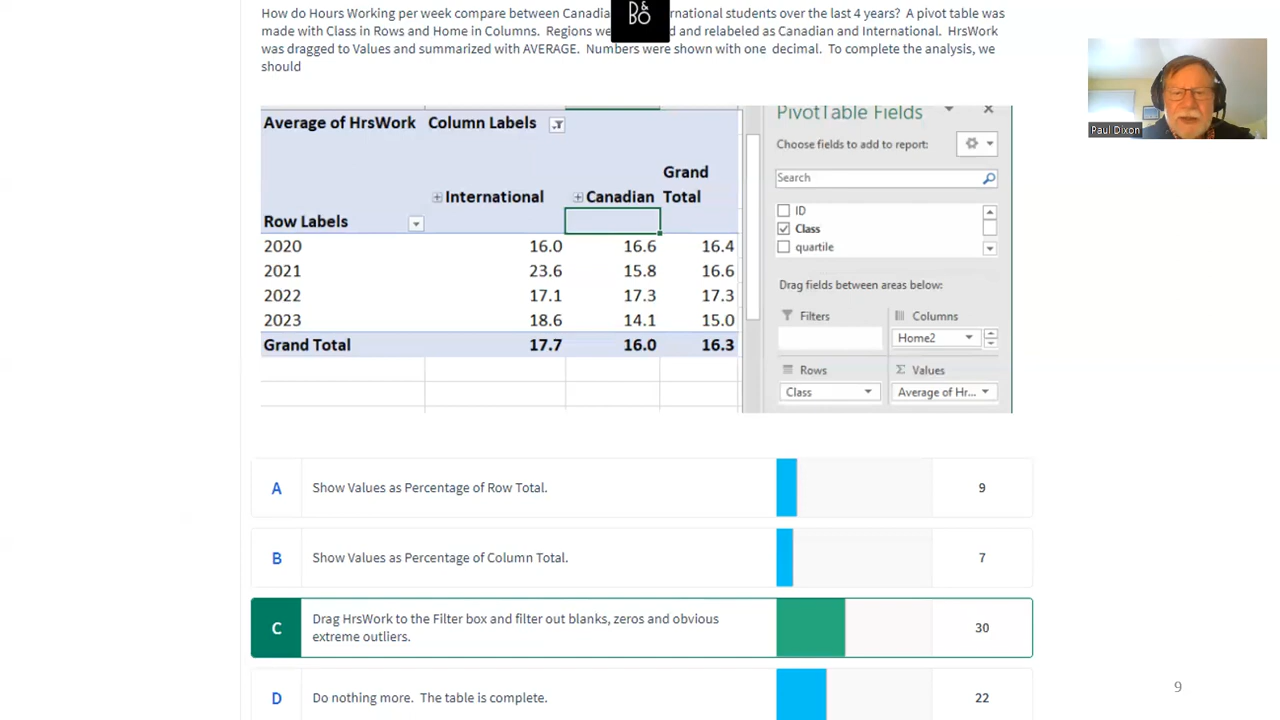 How do Hours Working per week compare between Canadia
rnational students over the last 4 years? A pivot table was
made with Class in Rows and Home in Columns. Regions we
d and relabeled as Canadian and International. HrsWork
was dragged to Values and summarized with AVERAGE. Numbers were shown with one decimal. To complete the analysis, we
should
B&
BO
Paul Dixon
Average of HrsWork Column Labels
Grand
International Canadian Total
Row Labels
2020 16.0 16.6 16.4
2021 23.6 15.8 16.6
2022 17.1 17.3 17.3
2023 18.6 14.1 15.0
Grand Total 17.7 16.0 16.3
PivotTable Fields
Choose fields to add to report:
Search
ID
Class
quartile
Drag fields between areas below:
Filters Columns
Home2
Rows Σ Values
Class Average of Hr...
A Show Values as Percentage of Row Total. 9
B Show Values as Percentage of Column Total. 7
C Drag HrsWork to the Filter box and filter out blanks, zeros and obvious
extreme outliers. 30
D Do nothing more. The table is complete. 22
9